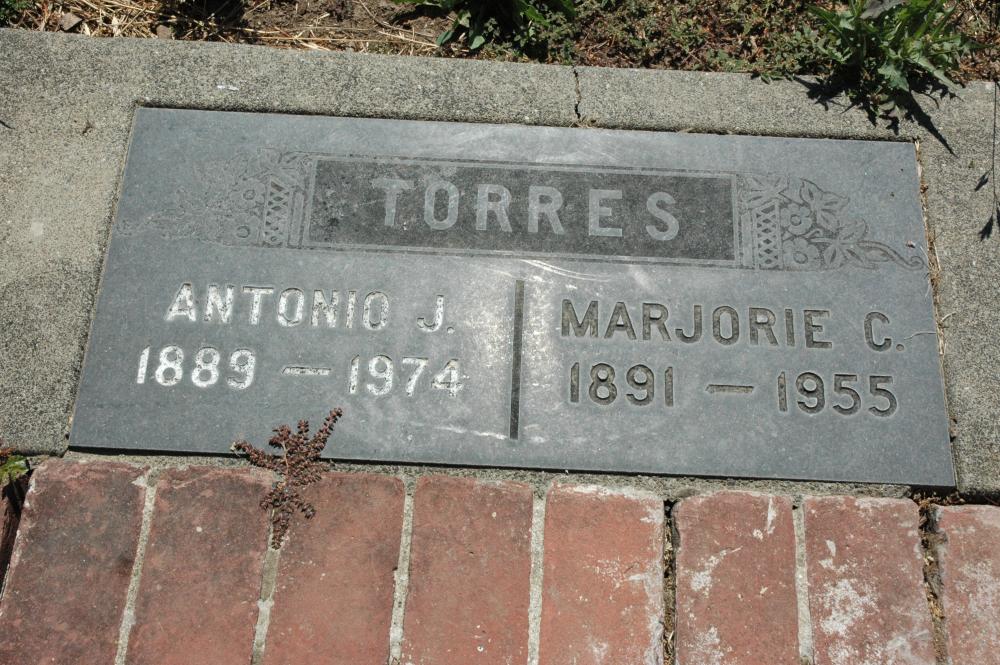 TORRES
ANTONIO J.
1889 — 1974
MARJORIE C.
1891 — 1955